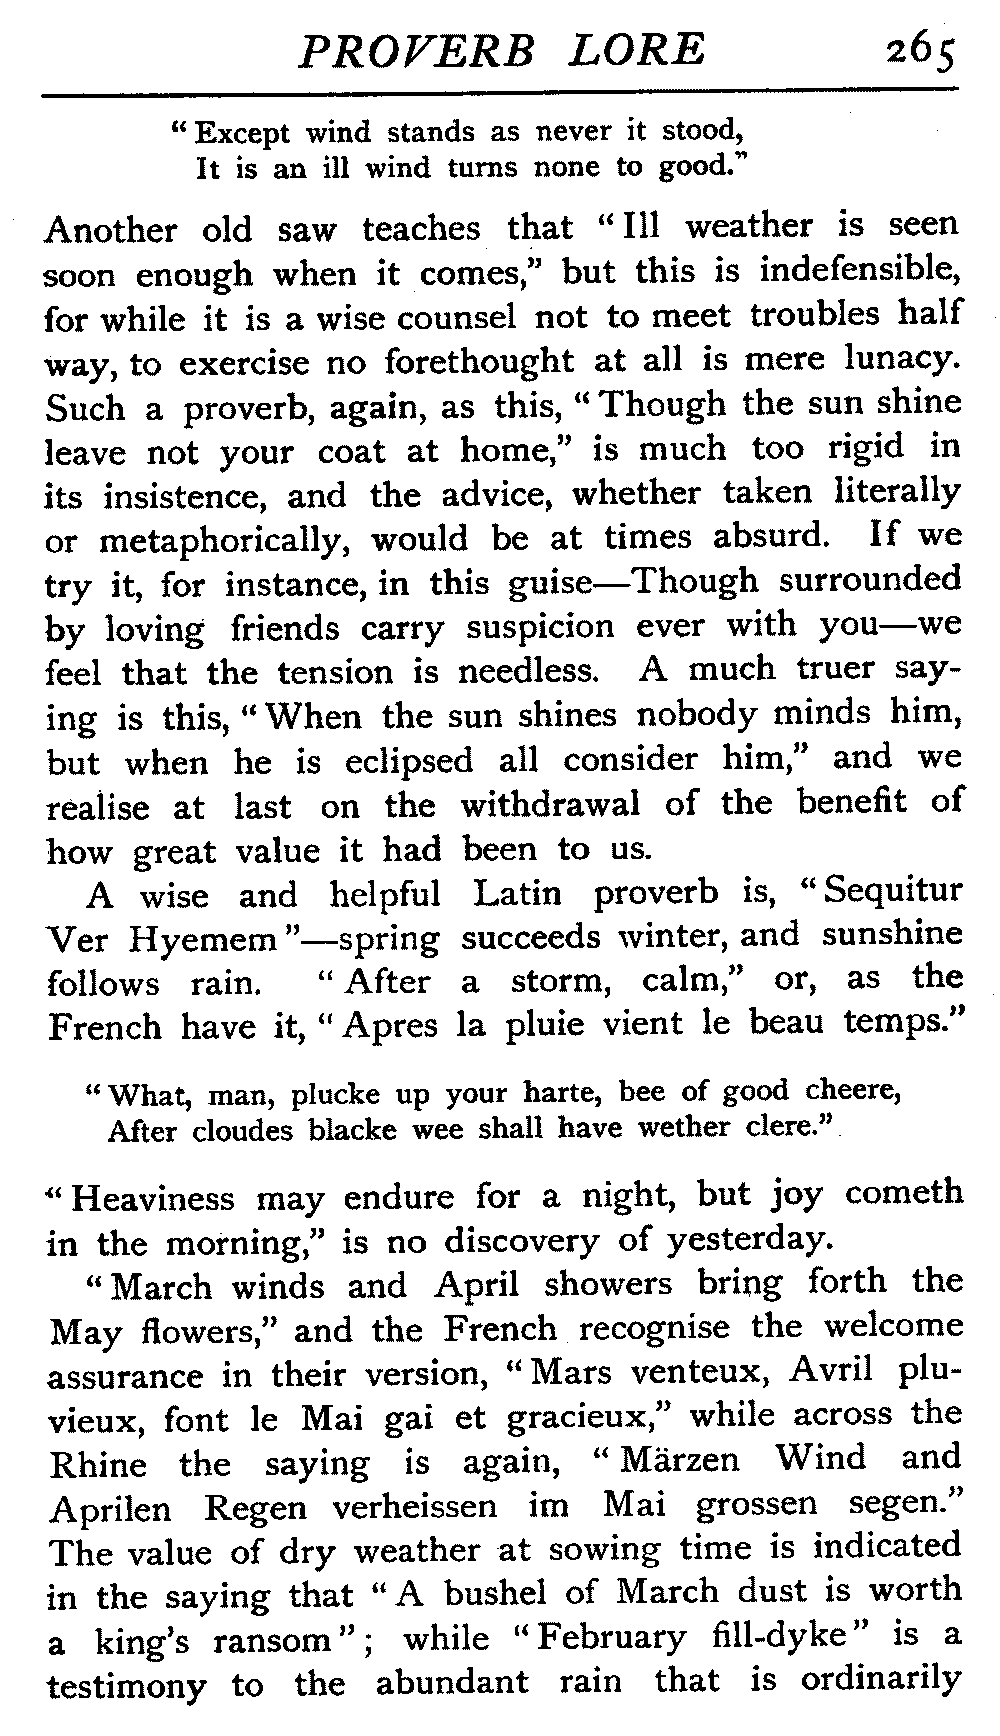 PROVERB LORE 265
“Except wind stands as never it stood,
It is an ill wind turns none to good.”
Another old saw teaches that “Ill weather is seen
soon enough when it comes,” but this is indefensible,
for while it is a wise counsel not to meet troubles half
way, to exercise no forethought at all is mere lunacy.
Such a proverb, again, as this, “Though the sun shine
leave not your coat at home,” is much too rigid in
its insistence, and the advice, whether taken literally
or metaphorically, would be at times absurd. If we
try it, for instance, in this guise—Though surrounded
by loving friends carry suspicion ever with you—we
feel that the tension is needless. A much truer say-
ing is this, “When the sun shines nobody minds him,
but when he is eclipsed all consider him,” and we
realise at last on the withdrawal of the benefit of
how great value it had been to us.
A wise and helpful Latin proverb is, “Sequitur
Ver Hyemem”—spring succeeds winter, and sunshine
follows rain. “After a storm, calm,” or, as the
French have it, “Apres la pluie vient le beau temps.”
“What, man, plucke up your harte, bee of good cheere,
After cloudes blacke wee shall have wether clere.”
“Heaviness may endure for a night, but joy cometh
in the morning,” is no discovery of yesterday.
“March winds and April showers bring forth the
May flowers,” and the French recognise the welcome
assurance in their version, “Mars venteux, Avril plu-
vieux, font le Mai gai et gracieux,” while across the
Rhine the saying is again, “Märzen Wind and
Aprilen Regen verheissen im Mai grossen segen.”
The value of dry weather at sowing time is indicated
in the saying that “A bushel of March dust is worth
a king's ransom”; while “February fill-dyke” is a
testimony to the abundant rain that is ordinarily